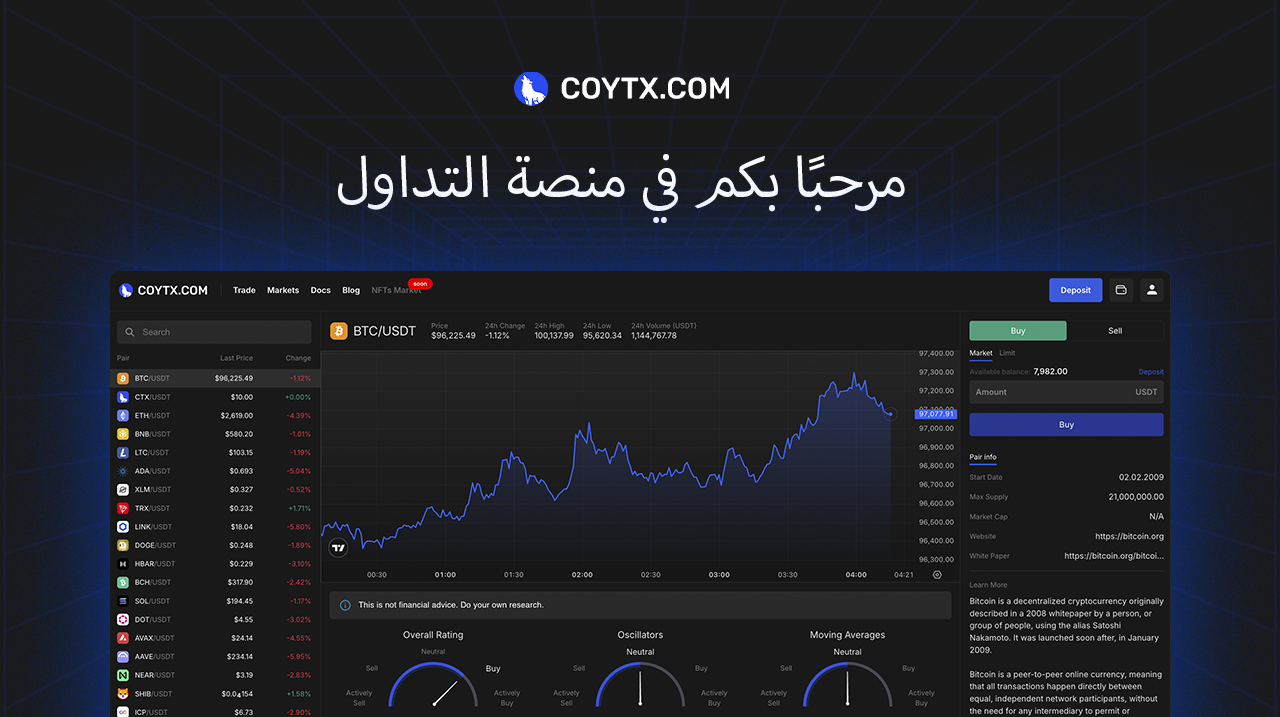 COYTX.COM
مرحبًا بكم في منصة التداول
COYTX.COM Trade Markets Docs Blog NFTs Market soon Deposit
Search
Pair Last Price Change
BTC/USDT $96,225.49 -1.12%
CTX/USDT $10.00 +0.00%
ETH/USDT $2,619.00 -4.39%
BNB/USDT $580.20 -1.01%
LTC/USDT $103.15 -1.19%
ADA/USDT $0.693 -5.04%
XLM/USDT $0.327 -0.52%
TRX/USDT $0.232 +1.71%
LINK/USDT $18.04 -5.80%
DOGE/USDT $0.248 -1.89%
HBAR/USDT $0.229 -3.10%
BCH/USDT $317.90 -2.42%
SOL/USDT $194.45 -1.17%
DOT/USDT $4.55 -3.02%
AVAX/USDT $24.14 -4.55%
AAVE/USDT $234.14 -5.95%
NEAR/USDT $3.19 -2.83%
SHIB/USDT $0.0₄154 +1.58%
ICP/USDT $6.73 -2.90%
BTC/USDT
Price 24h Change 24h High 24h Low 24h Volume (USDT)
$96,225.49 -1.12% 100,137.99 95,620.34 1,144,767.78
97,400.00
97,300.00
97,200.00
97,100.00
97,077.91
97,000.00
96,900.00
96,800.00
96,700.00
96,600.00
96,500.00
96,400.00
96,300.00
00:30 01:00 01:30 02:00 02:30 03:00 03:30 04:00 04:21
This is not financial advice. Do your own research.
Overall Rating
Neutral
Sell Buy
Actively Sell Actively Buy
Oscillators
Neutral
Sell Buy
Actively Sell Actively Buy
Moving Averages
Neutral
Sell Buy
Actively Sell Actively Buy
Buy Sell
Market Limit
Available balance: 7,982.00 Deposit
Amount USDT
Buy
Pair info
Start Date 02.02.2009
Max Supply 21,000,000.00
Market Cap N/A
Website https://bitcoin.org
White Paper https://bitcoin.org/bitcoi...
Learn More
Bitcoin is a decentralized cryptocurrency originally
described in a 2008 whitepaper by a person, or
group of people, using the alias Satoshi
Nakamoto. It was launched soon after, in January
2009.
Bitcoin is a peer-to-peer online currency, meaning
that all transactions happen directly between
equal, independent network participants, without
the need for any intermediary to permit or